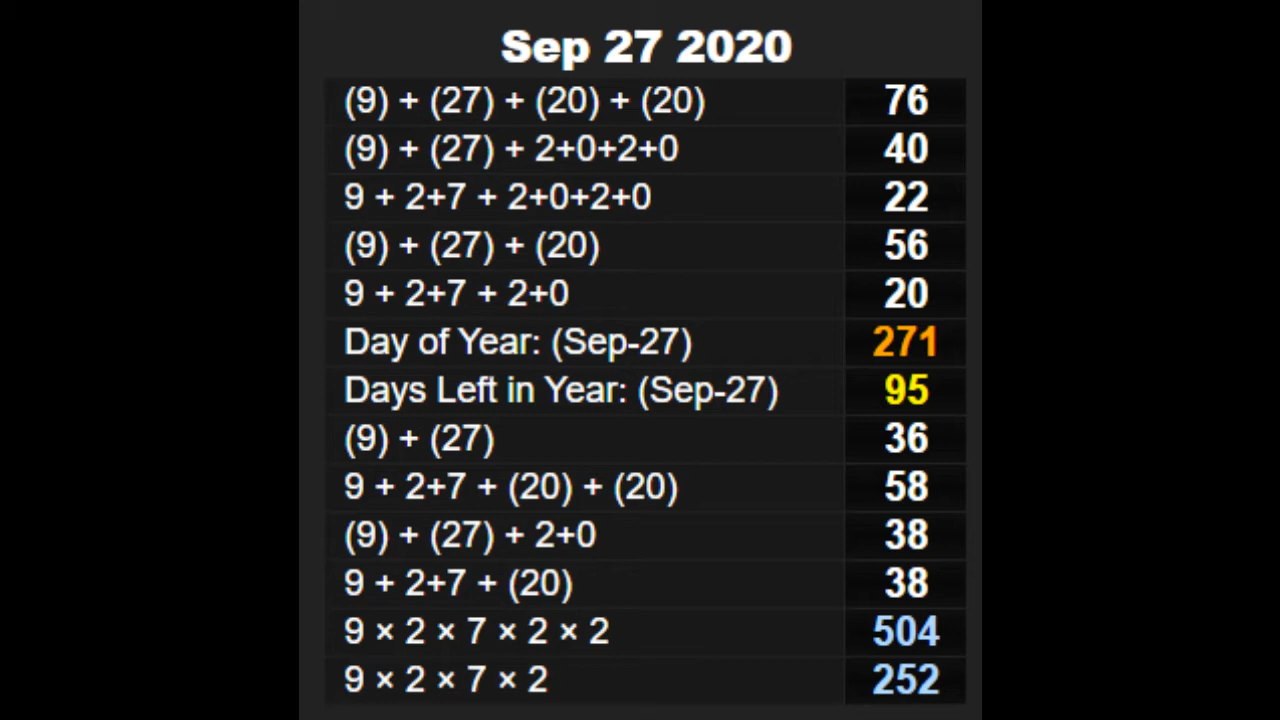 Sep 27 2020
(9) + (27) + (20) + (20) 76
(9) + (27) + 2+0+2+0 40
9 + 2+7 + 2+0+2+0 22
(9) + (27) + (20) 56
9 + 2+7 + 2+0 20
Day of Year: (Sep-27) 271
Days Left in Year: (Sep-27) 95
(9) + (27) 36
9 + 2+7 + (20) + (20) 58
(9) + (27) + 2+0 38
9 + 2+7 + (20) 38
9 × 2 × 7 × 2 × 2 504
9 × 2 × 7 × 2 252